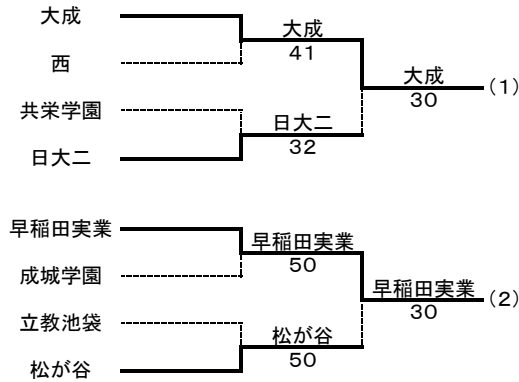 大成
大成
西
41
大成
(1)
30
共栄学園
日大二
32
日大二
早稲田実業
早稲田実業
成城学園
50
早稲田実業
(2)
30
立教池袋
松が谷
50
松が谷